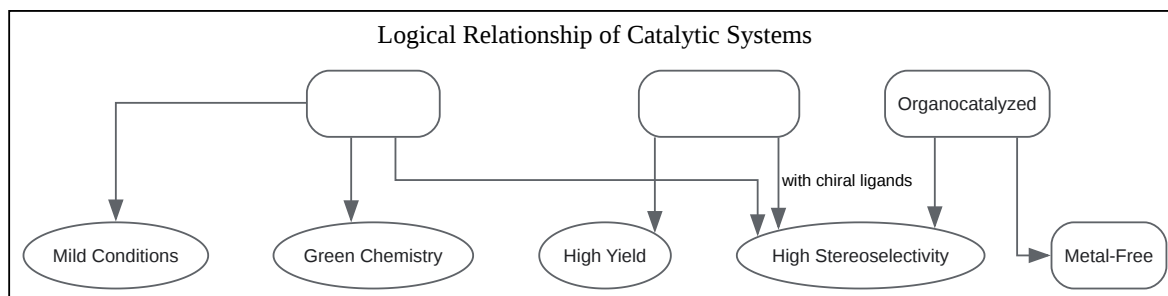 Logical Relationship of Catalytic Systems
Organocatalyzed
with chiral ligands
Mild Conditions
Green Chemistry
High Yield
High Stereoselectivity
Metal-Free